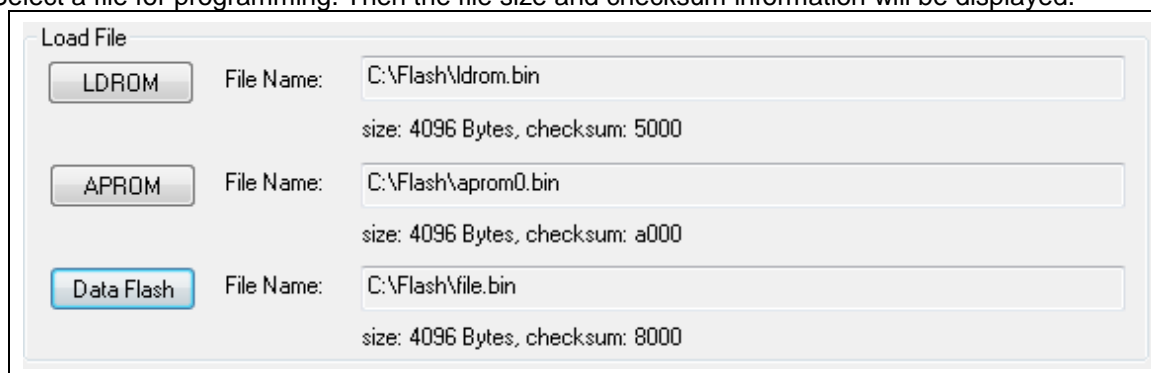 Select a file for programming. Then the file size and checksum information will be displayed.
Load File
LDROM File Name: C:\Flash\ldrom.bin
size: 4096 Bytes, checksum: 5000
APROM File Name: C:\Flash\aprom0.bin
size: 4096 Bytes, checksum: a000
Data Flash File Name: C:\Flash\file.bin
size: 4096 Bytes, checksum: 8000